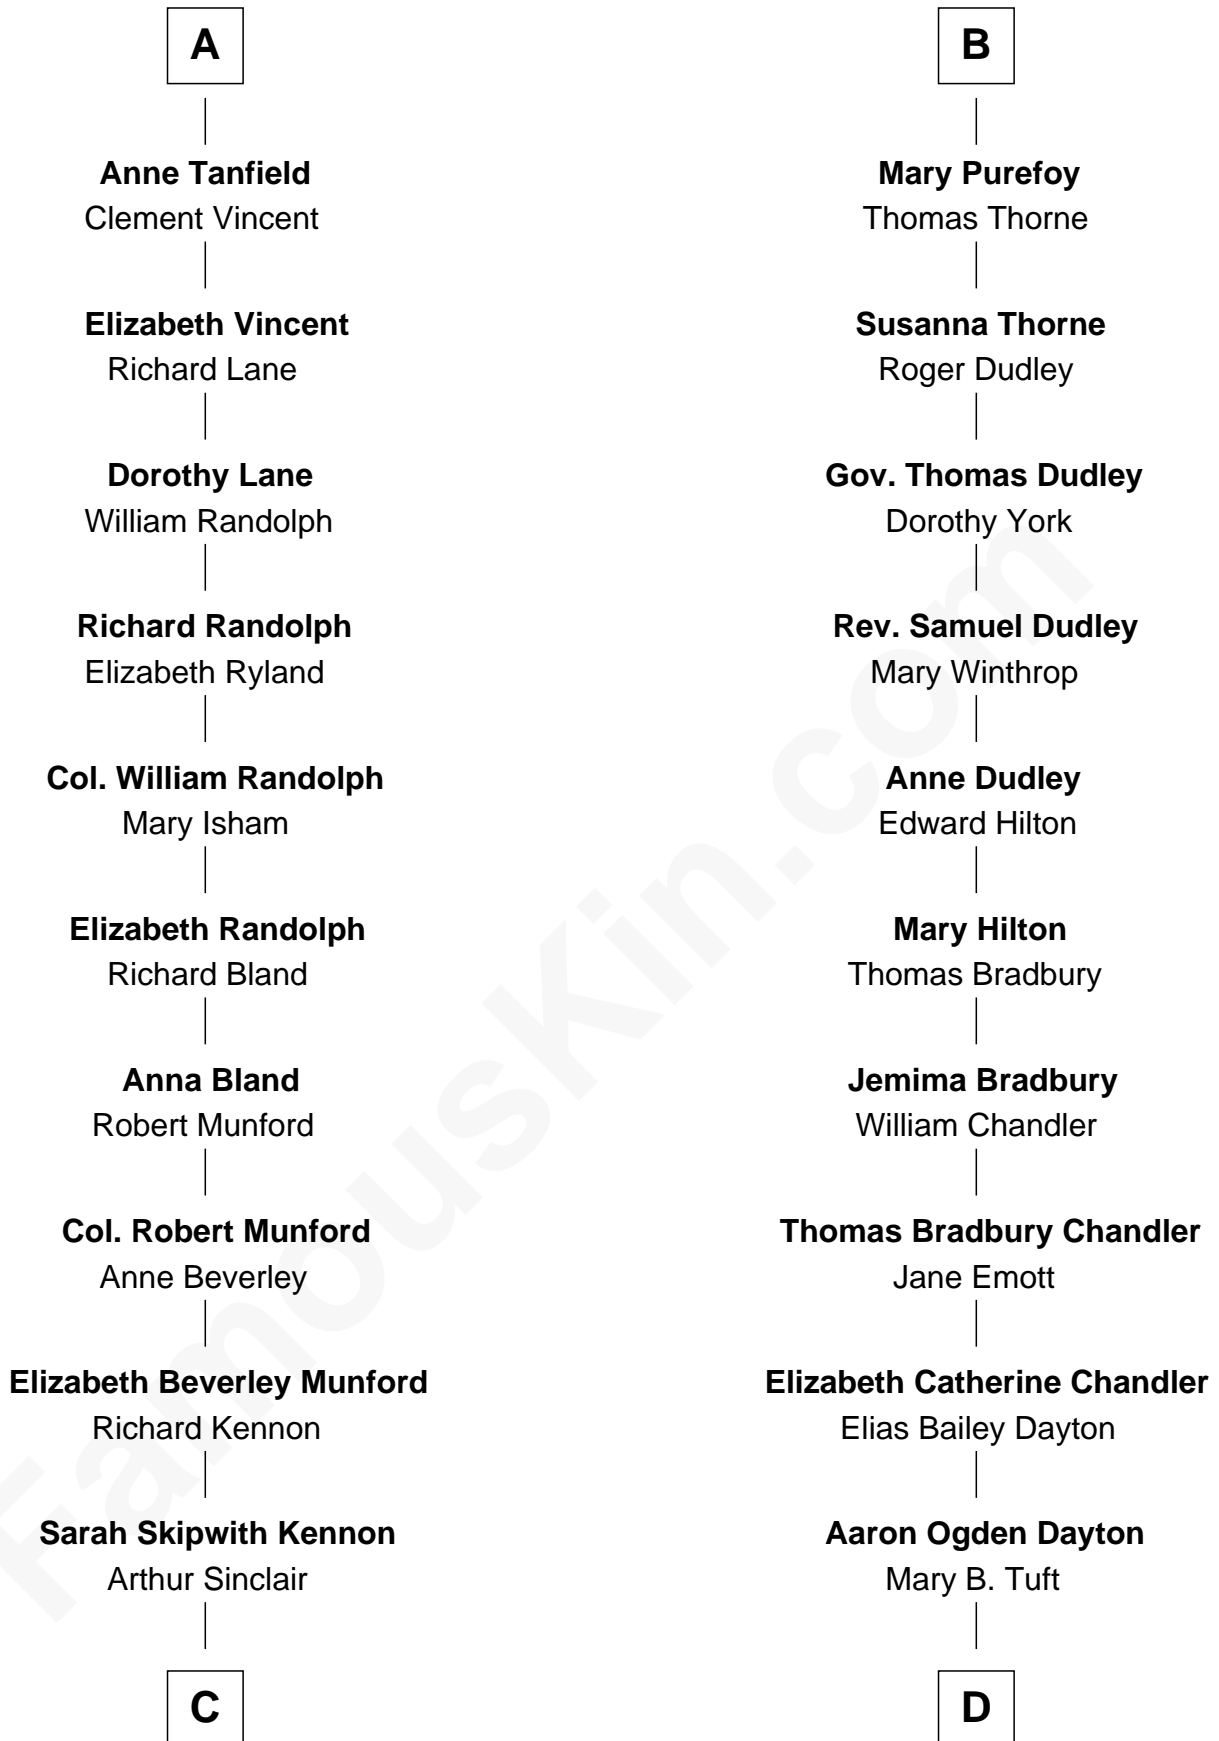 A
Anne Tanfield
Clement Vincent
Elizabeth Vincent
Richard Lane
Dorothy Lane
William Randolph
Richard Randolph
Elizabeth Ryland
Col. William Randolph
Mary Isham
Elizabeth Randolph
Richard Bland
Anna Bland
Robert Munford
Col. Robert Munford
Anne Beverley
Elizabeth Beverley Munford
Richard Kennon
Sarah Skipwith Kennon
Arthur Sinclair
C
B
Mary Purefoy
Thomas Thorne
Susanna Thorne
Roger Dudley
Gov. Thomas Dudley
Dorothy York
Rev. Samuel Dudley
Mary Winthrop
Anne Dudley
Edward Hilton
Mary Hilton
Thomas Bradbury
Jemima Bradbury
William Chandler
Thomas Bradbury Chandler
Jane Emott
Elizabeth Catherine Chandler
Elias Bailey Dayton
Aaron Ogden Dayton
Mary B. Tuft
D
FamousKin.com